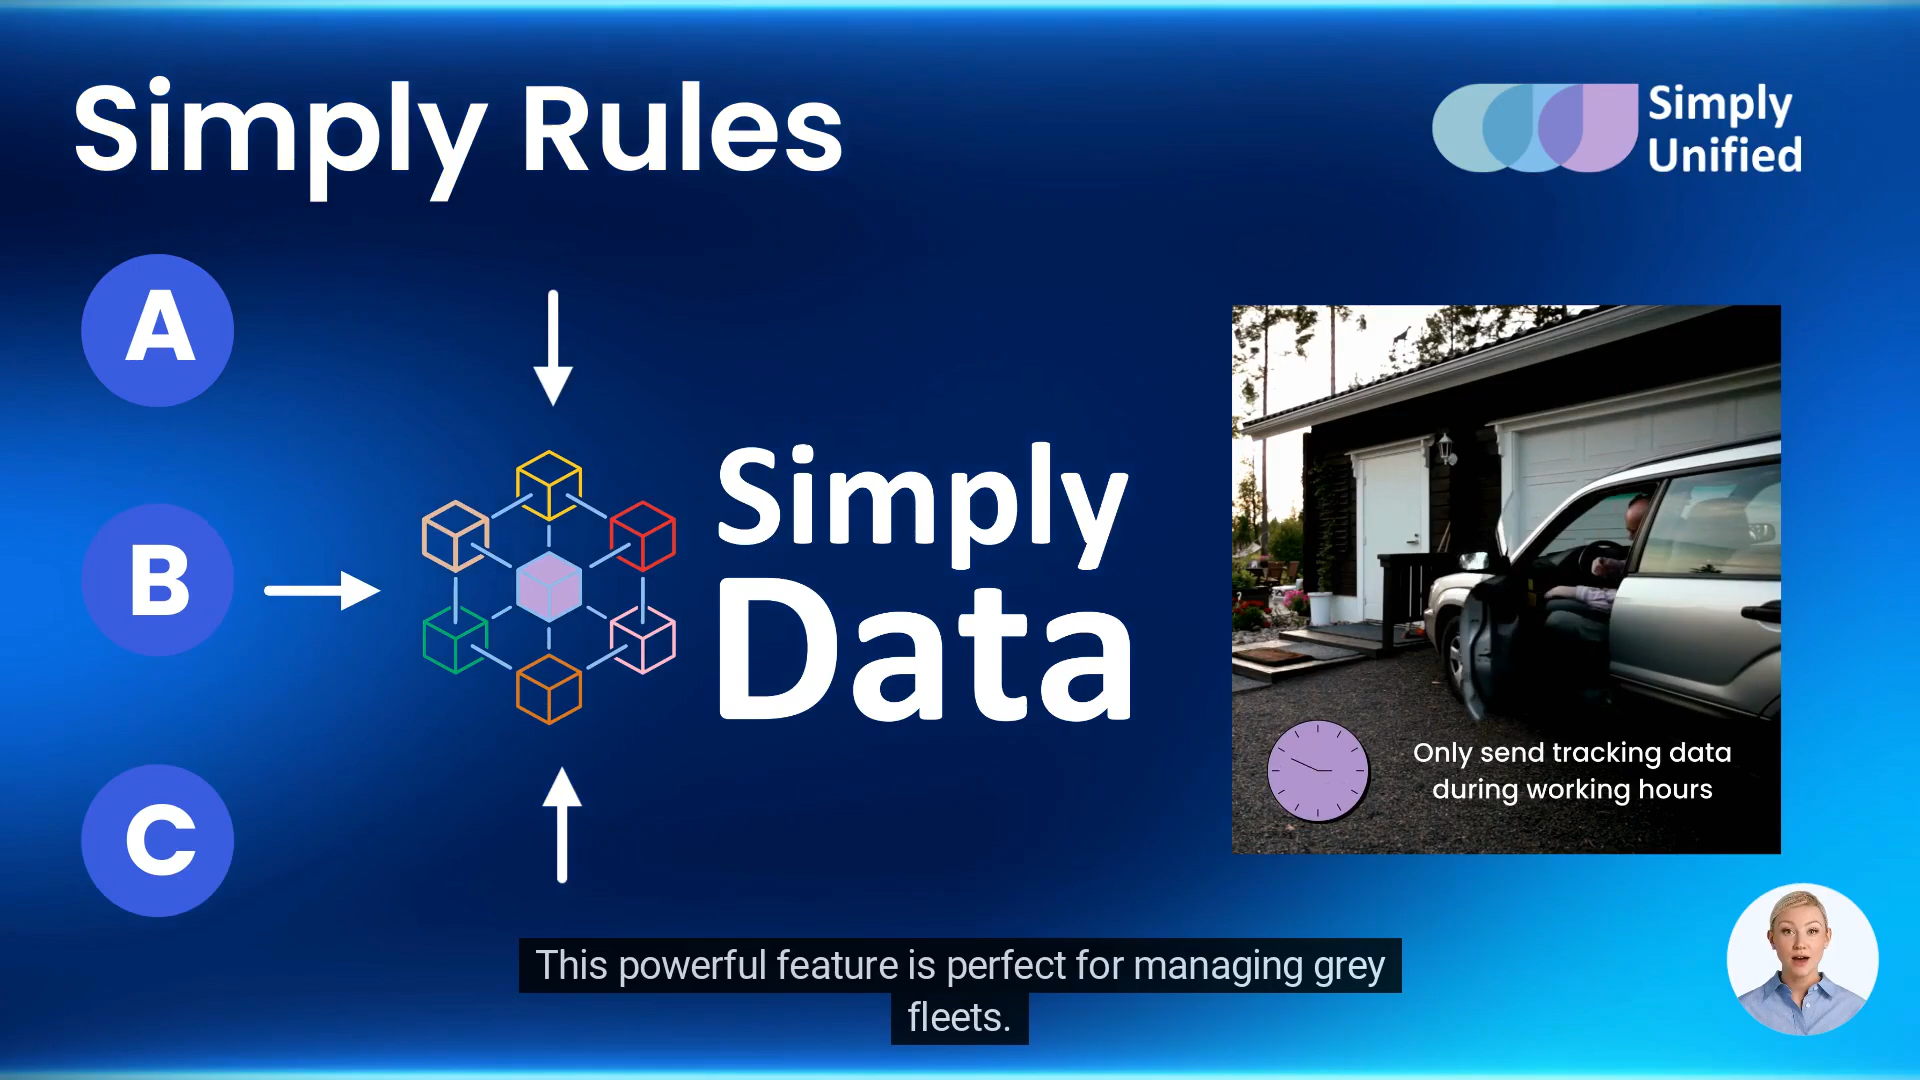 Simply Rules
Simply
Unified
A
B
C
Simply
Data
Only send tracking data
during working hours
This powerful feature is perfect for managing grey
fleets.